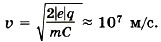 υ = √(2|e|q / mC) ≈ 10⁷ м/с.